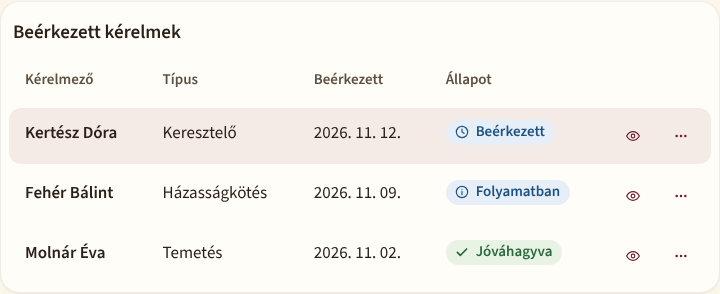 Beérkezett kérelmek
Kérelmező Típus Beérkezett Állapot
Kertész Dóra Keresztelő 2026. 11. 12. Beérkezett
Fehér Bálint Házasságkötés 2026. 11. 09. Folyamatban
Molnár Éva Temetés 2026. 11. 02. Jóváhagyva